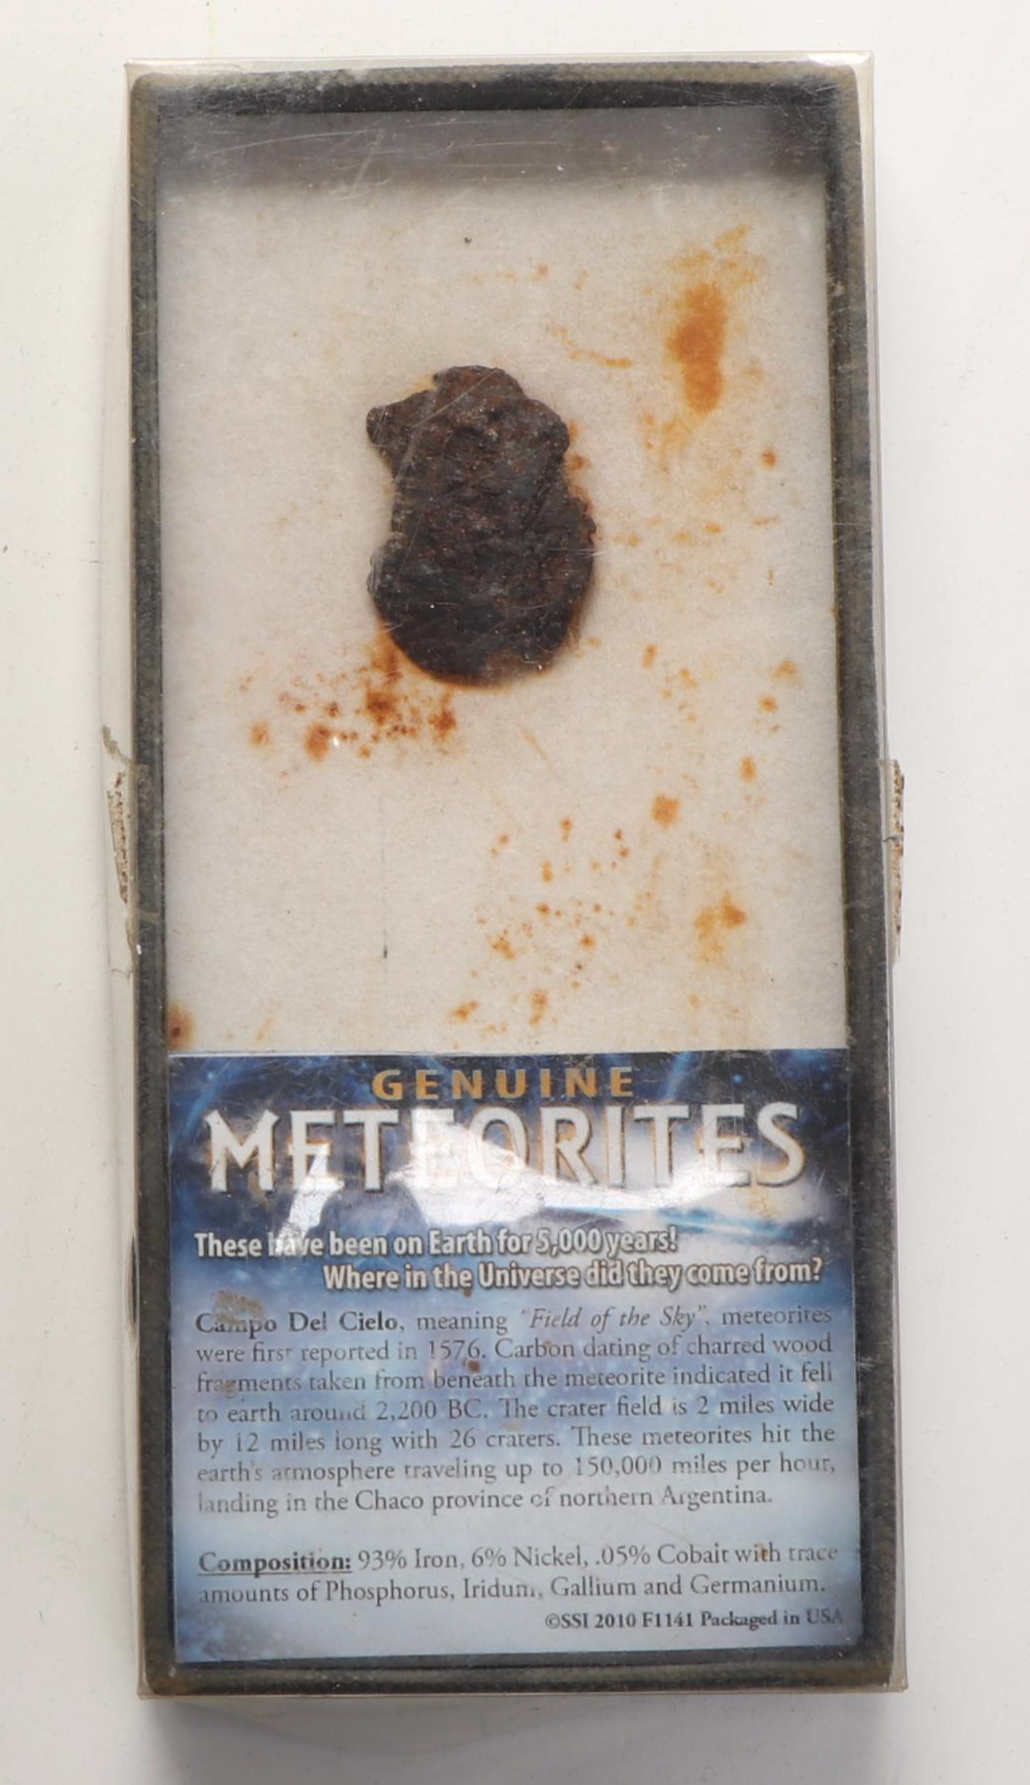 GENUINE
METEORITES
These have been on Earth for 5,000 years!
Where in the Universe did they come from?
Campo Del Cielo, meaning "Field of the Sky", meteorites
were first reported in 1576. Carbon dating of charred wood
fragments taken from beneath the meteorite indicated it fell
to earth around 2,200 BC. The crater field is 2 miles wide
by 12 miles long with 26 craters. These meteorites hit the
earth's atmosphere traveling up to 150,000 miles per hour,
landing in the Chaco province of northern Argentina.
Composition: 93% Iron, 6% Nickel, .05% Cobalt with trace
amounts of Phosphorus, Iridum, Gallium and Germanium.
©SSI 2010 F1141 Packaged in USA